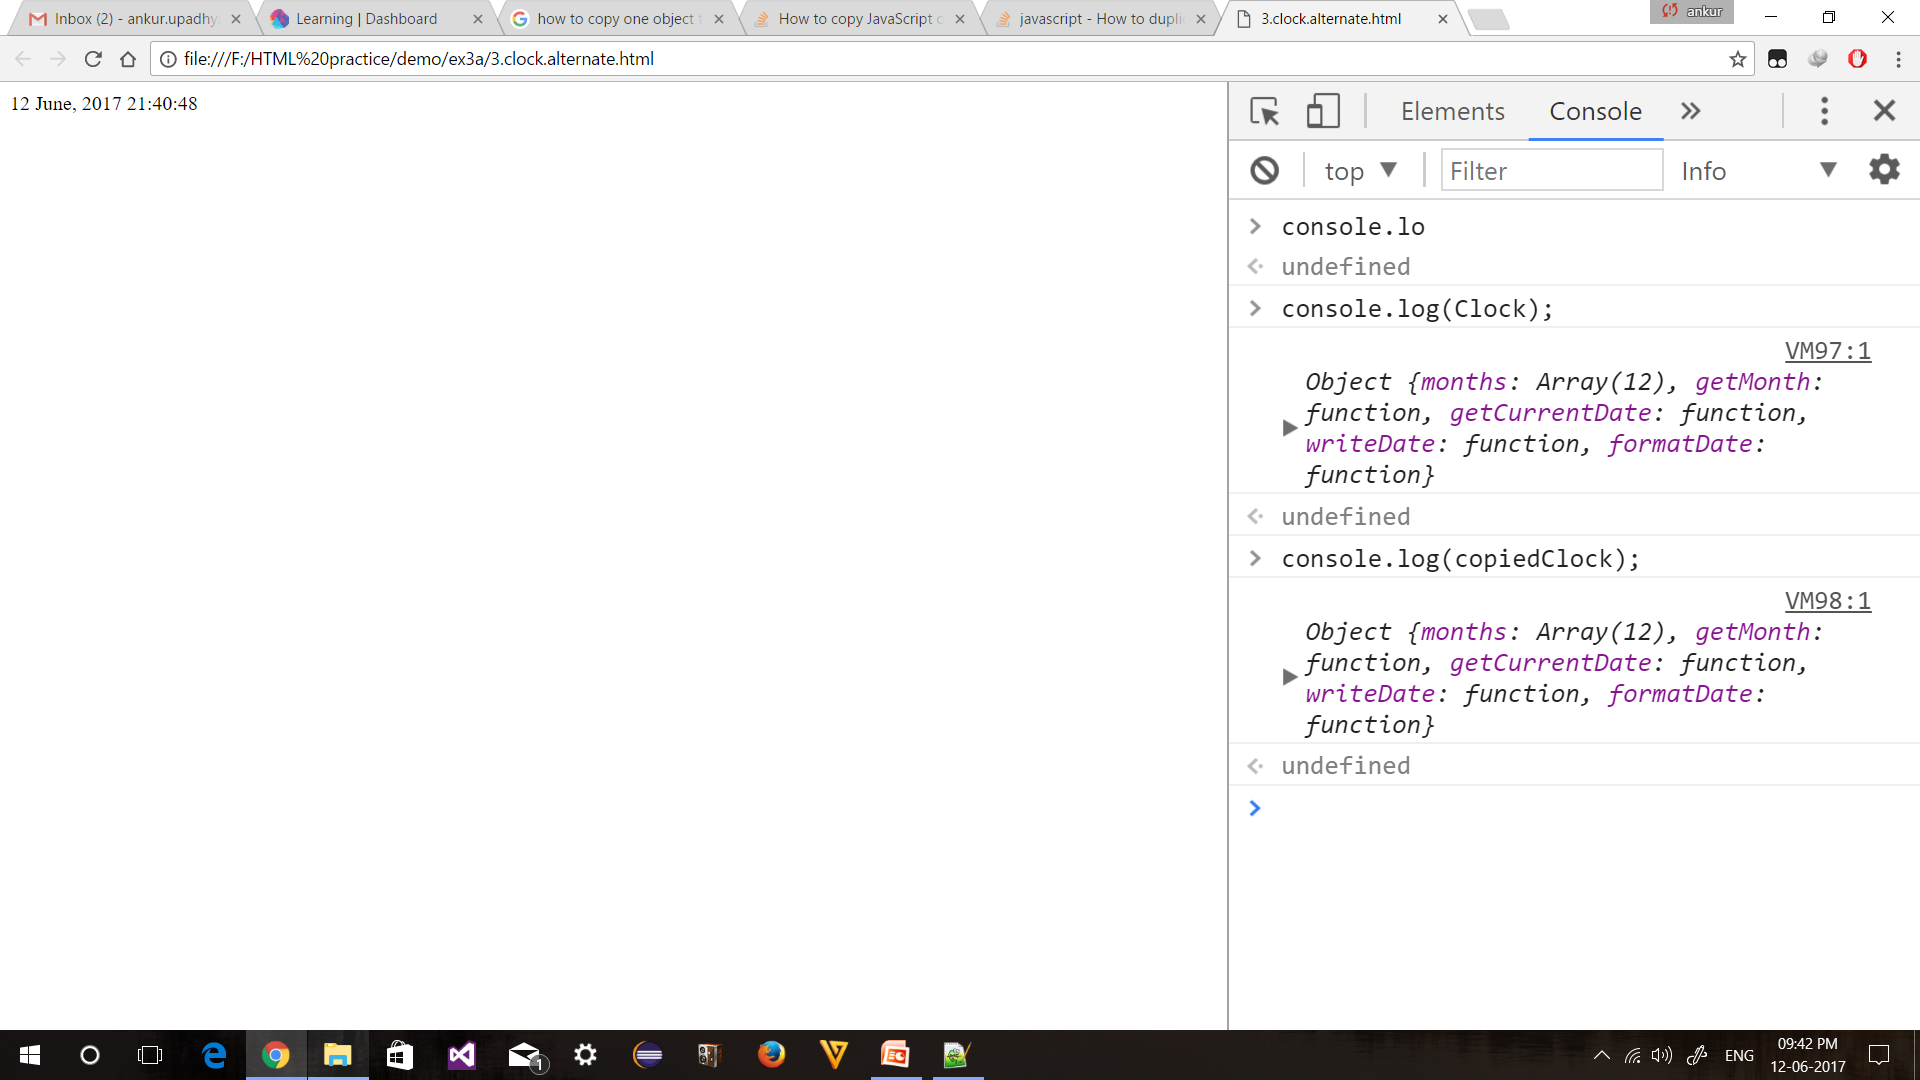 Inbox (2) - ankur.upadhy
Learning | Dashboard
how to copy one object t
How to copy JavaScript o
javascript - How to dupli
3.clock.alternate.html
ankur
file:///F:/HTML%20practice/demo/ex3a/3.clock.alternate.html
12 June, 2017 21:40:48
Elements Console
top Filter Info
console.lo
undefined
console.log(Clock);
VM97:1
Object {months: Array(12), getMonth:
function, getCurrentDate: function,
writeDate: function, formatDate:
function}
undefined
console.log(copiedClock);
VM98:1
Object {months: Array(12), getMonth:
function, getCurrentDate: function,
writeDate: function, formatDate:
function}
undefined
1
ENG
09:42 PM
12-06-2017